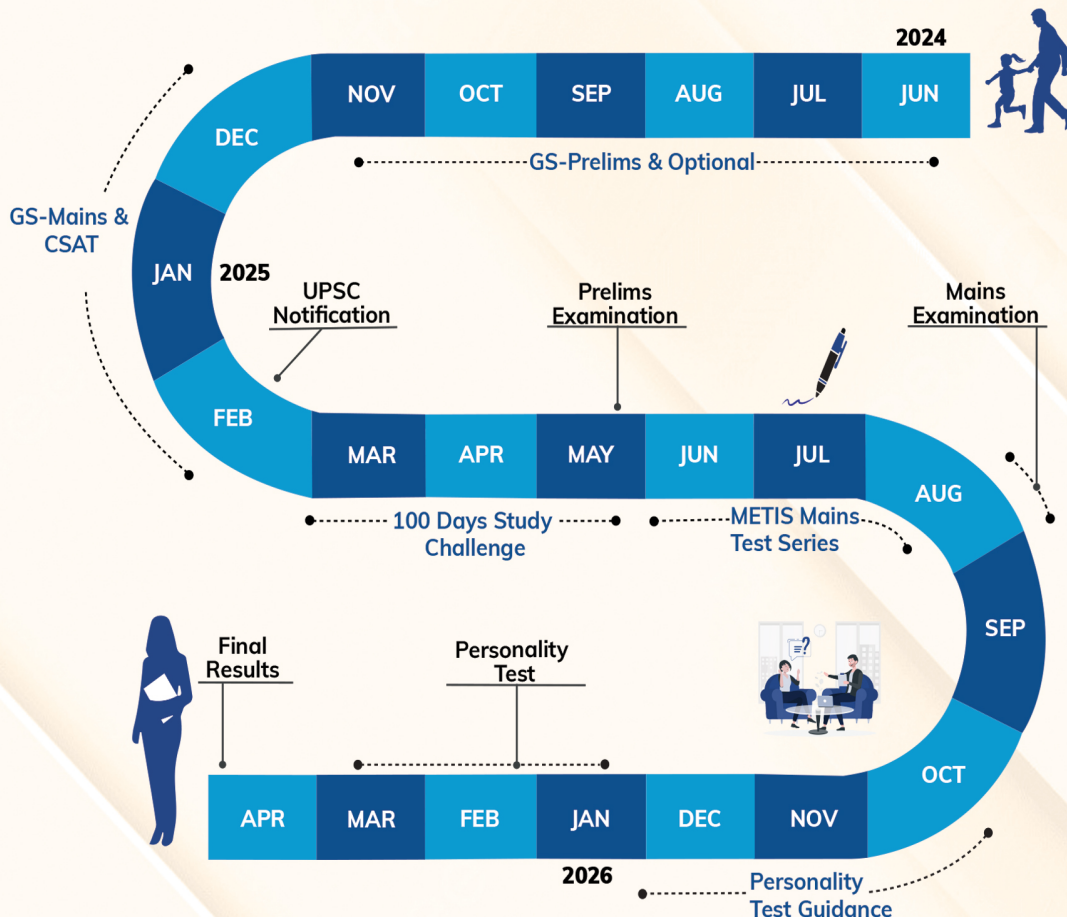 2024
JUN
JUL
AUG
SEP
OCT
NOV
GS-Prelims & Optional
DEC
GS-Mains &
CSAT
JAN
2025
UPSC
Notification
FEB
Prelims
Examination
Mains
Examination
MAR
APR
MAY
JUN
JUL
AUG
100 Days Study
Challenge
METIS Mains
Test Series
SEP
?
OCT
Final
Results
Personality
Test
APR
MAR
FEB
JAN
DEC
NOV
2026
Personality
Test Guidance